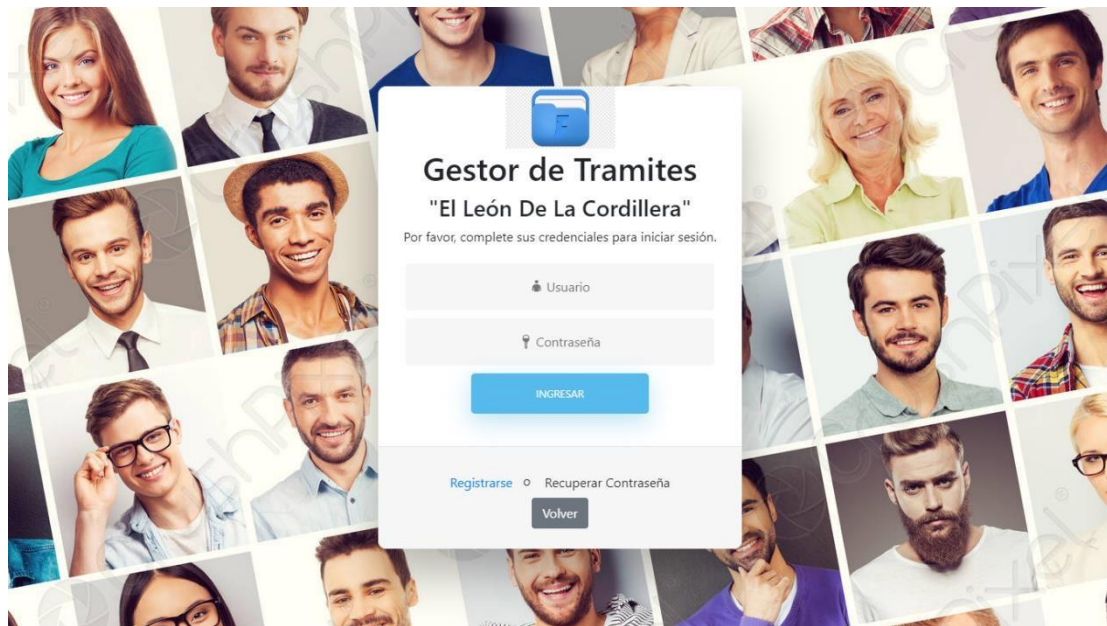 Gestor de Tramites
"El León De La Cordillera"
Por favor, complete sus credenciales para iniciar sesión.
Usuario
Contraseña
INGRESAR
Registrarse o Recuperar Contraseña
Volver